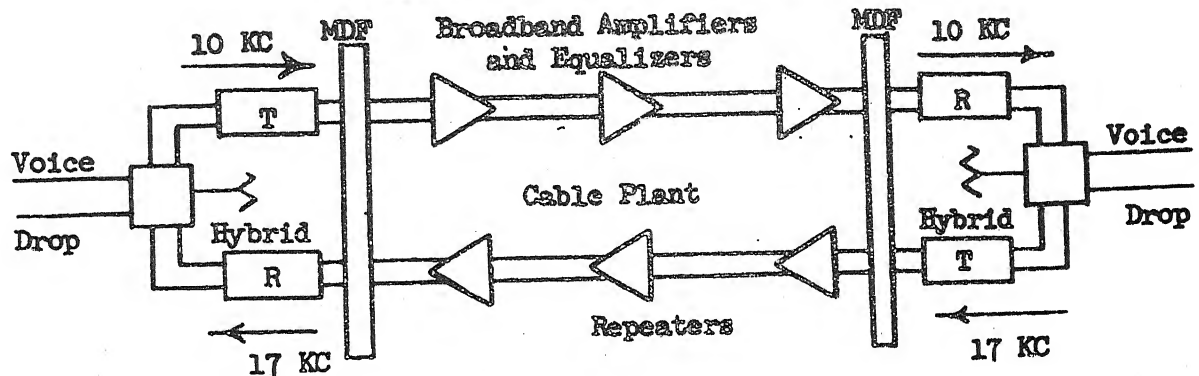 MDF
Broadband Amplifiers
and Equalizers
MDF
10 KC
10 KC
T
R
Voice
Voice
Cable Plant
Drop
Hybrid
Hybrid
Drop
R
T
Repeaters
17 KC
17 KC